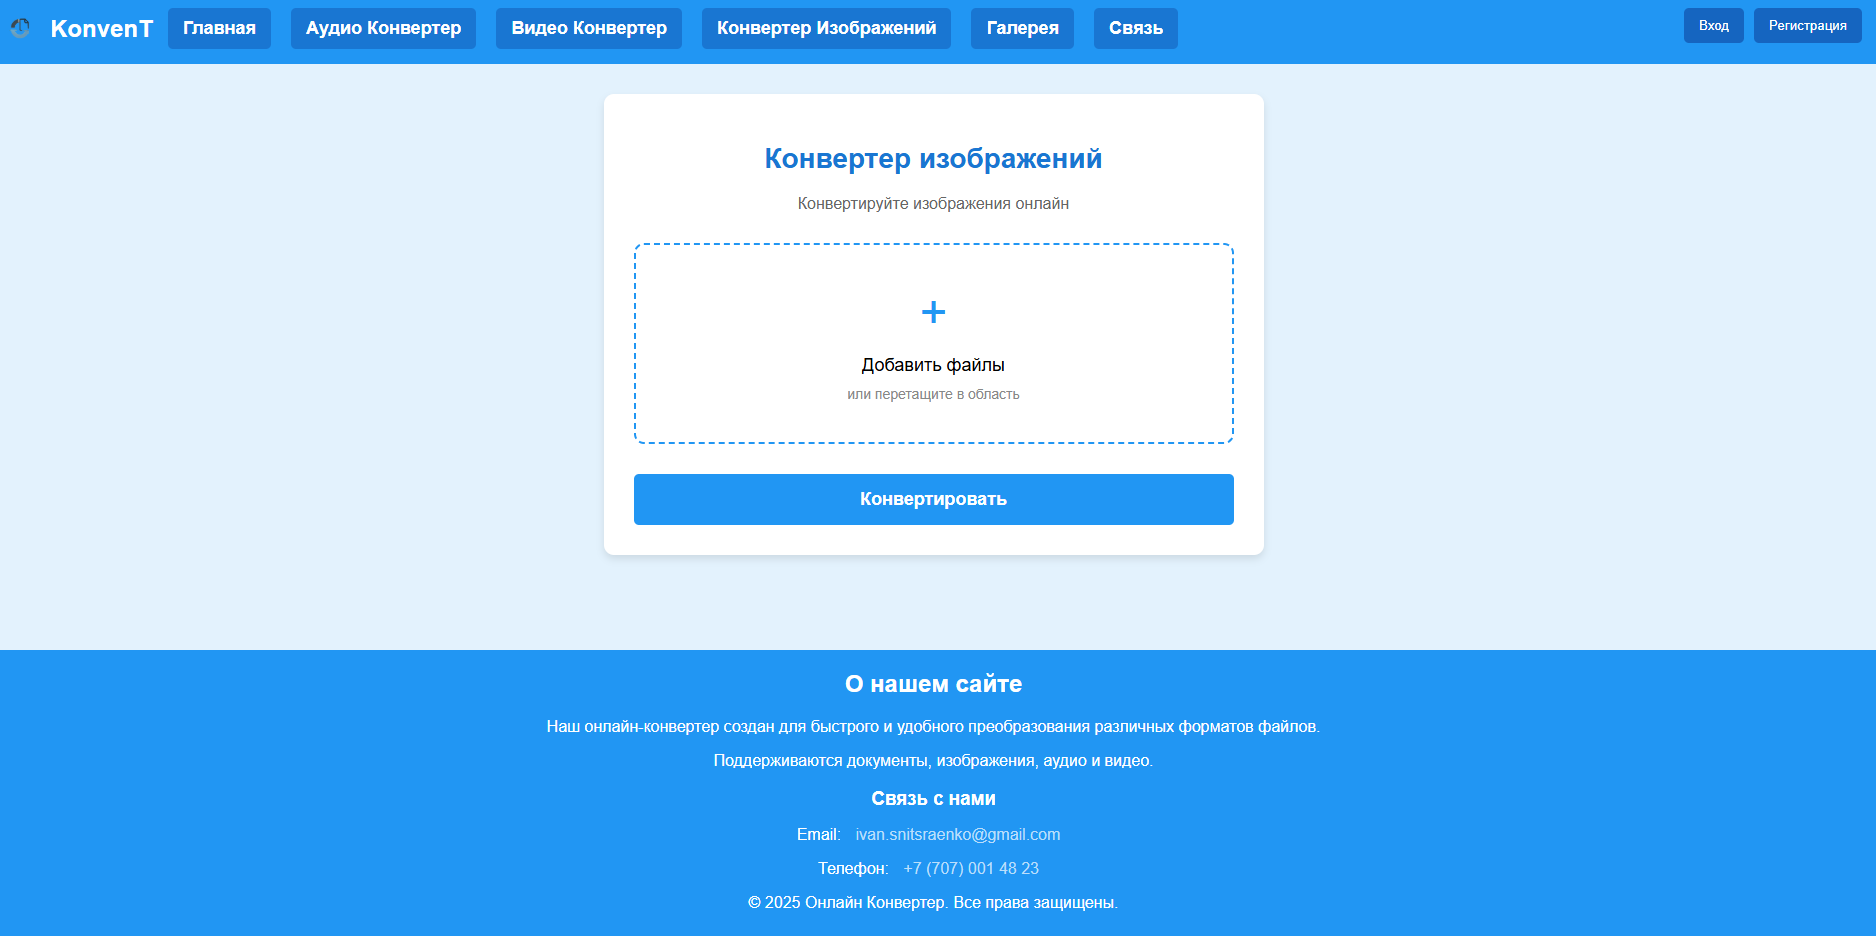 KonvenT Главная Аудио Конвертер Видео Конвертер Конвертер Изображений Галерея Связь Вход Регистрация
Конвертер изображений
Конвертируйте изображения онлайн
+
Добавить файлы
или перетащите в область
Конвертировать
О нашем сайте
Наш онлайн-конвертер создан для быстрого и удобного преобразования различных форматов файлов.
Поддерживаются документы, изображения, аудио и видео.
Связь с нами
Email: ivan.snitsraenko@gmail.com
Телефон: +7 (707) 001 48 23
© 2025 Онлайн Конвертер. Все права защищены.